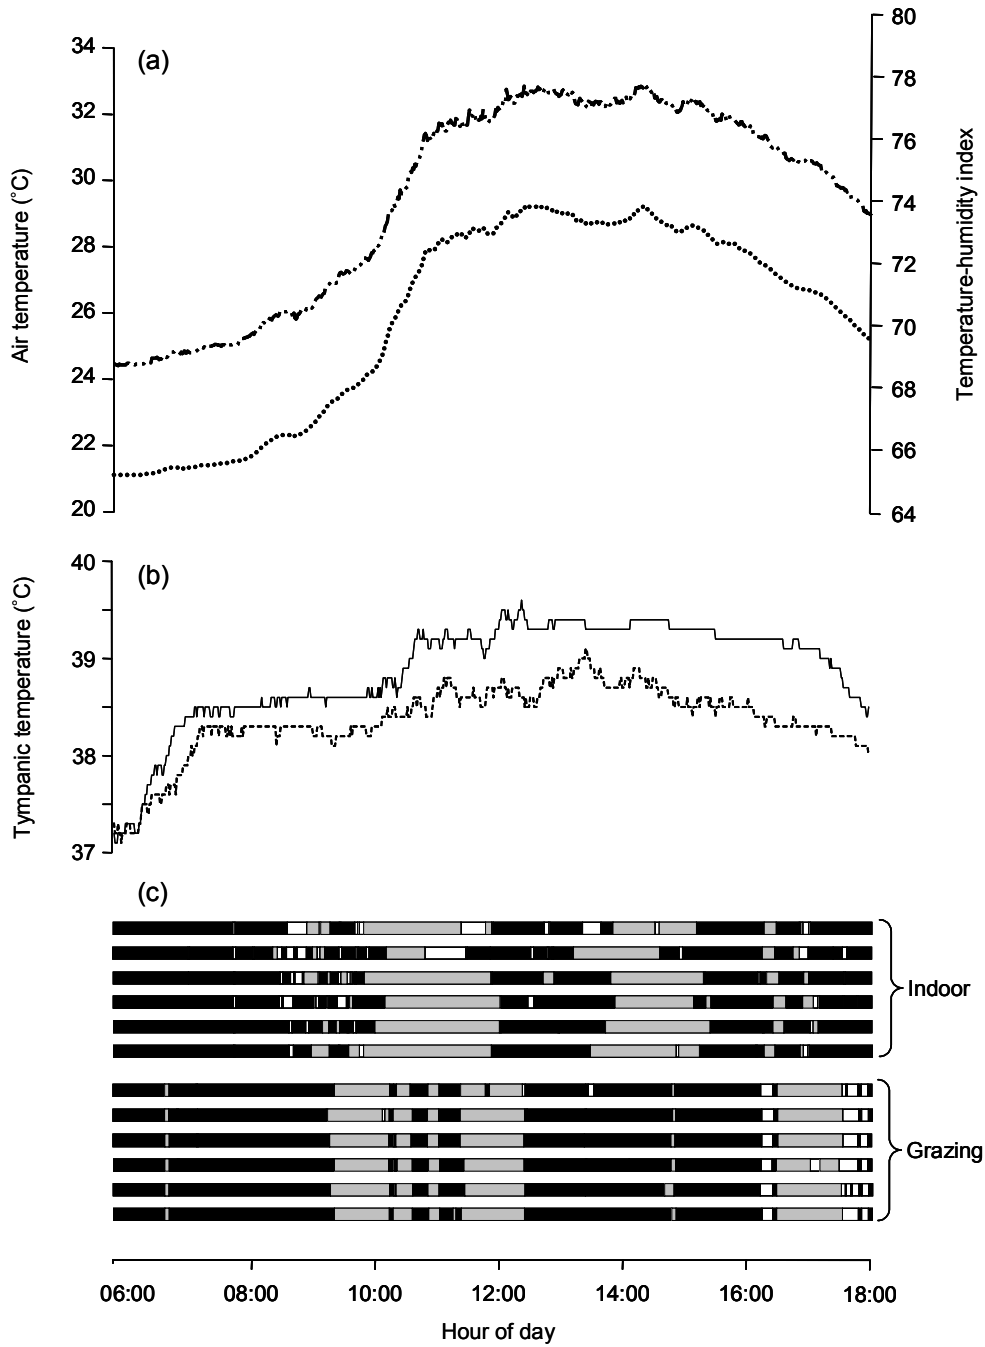 (a)
Air temperature (˚C)
34
32
30
28
26
24
22
20
80
78
76
74
72
70
68
66
64
Temperature-humidity index
(b)
Tympanic temperature (˚C)
40
39
38
37
(c)
Indoor
Grazing
06:00 08:00 10:00 12:00 14:00 16:00 18:00
Hour of day